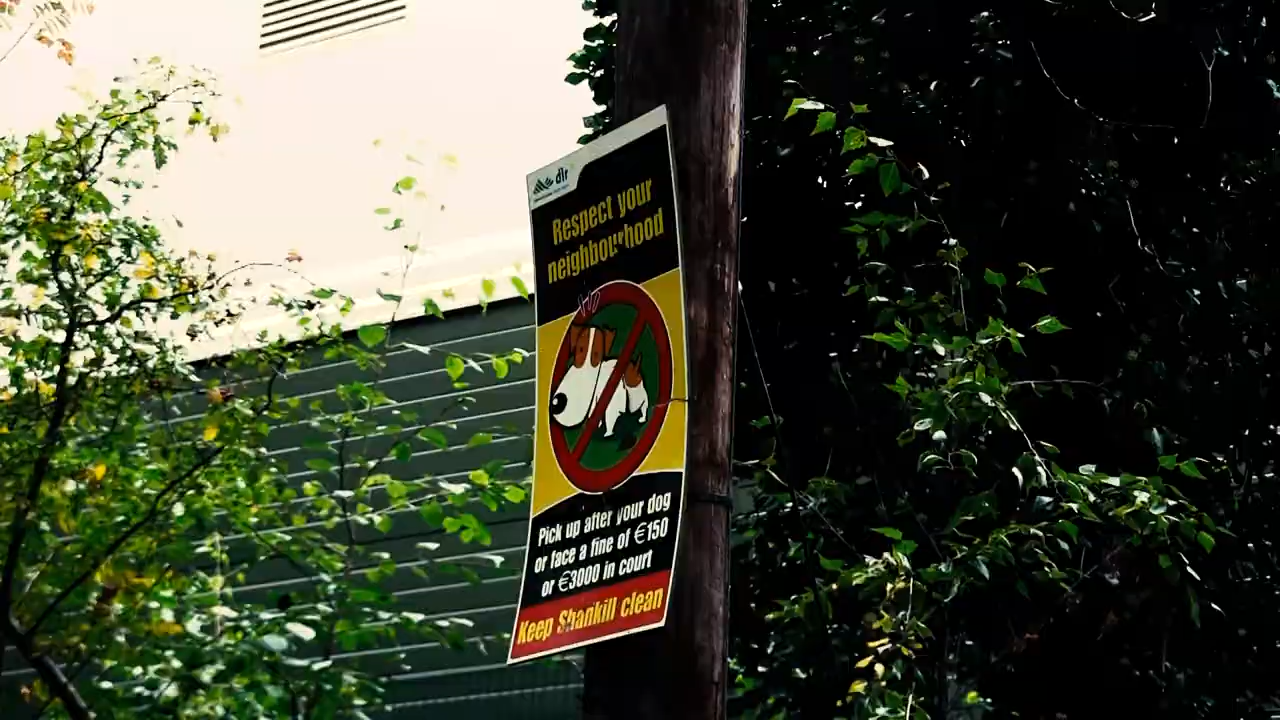 dlr
Respect your
neighbourhood
Pick up after your dog
or face a fine of €150
or €3000 in court
Keep Shankill clean